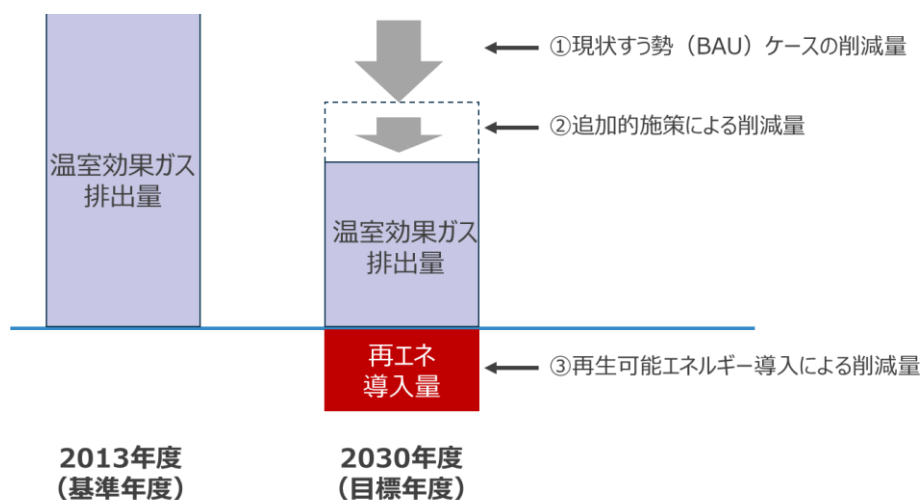 ①現状すう勢（BAU）ケースの削減量
②追加的施策による削減量
温室効果ガス
排出量
温室効果ガス
排出量
再エネ
導入量
③再生可能エネルギー導入による削減量
2013年度
（基準年度）
2030年度
（目標年度）